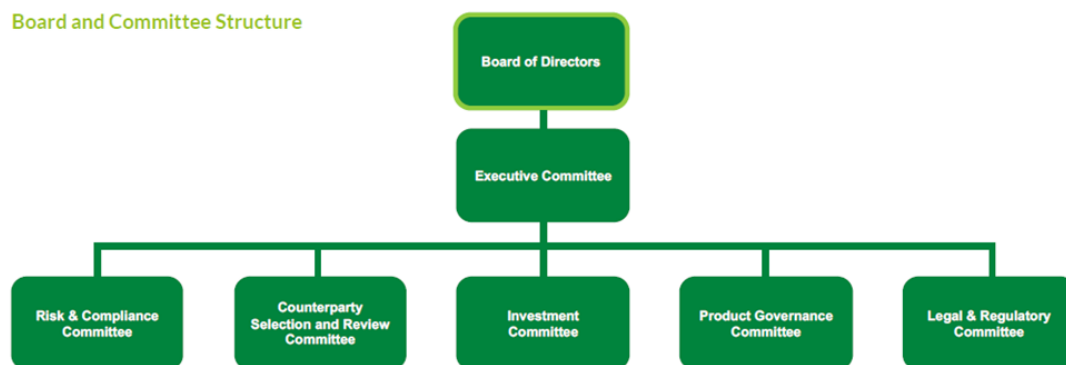 Board and Committee Structure
Board of Directors
Executive Committee
Risk & Compliance
Committee
Counterparty
Selection and Review
Committee
Investment
Committee
Product Governance
Committee
Legal & Regulatory
Committee